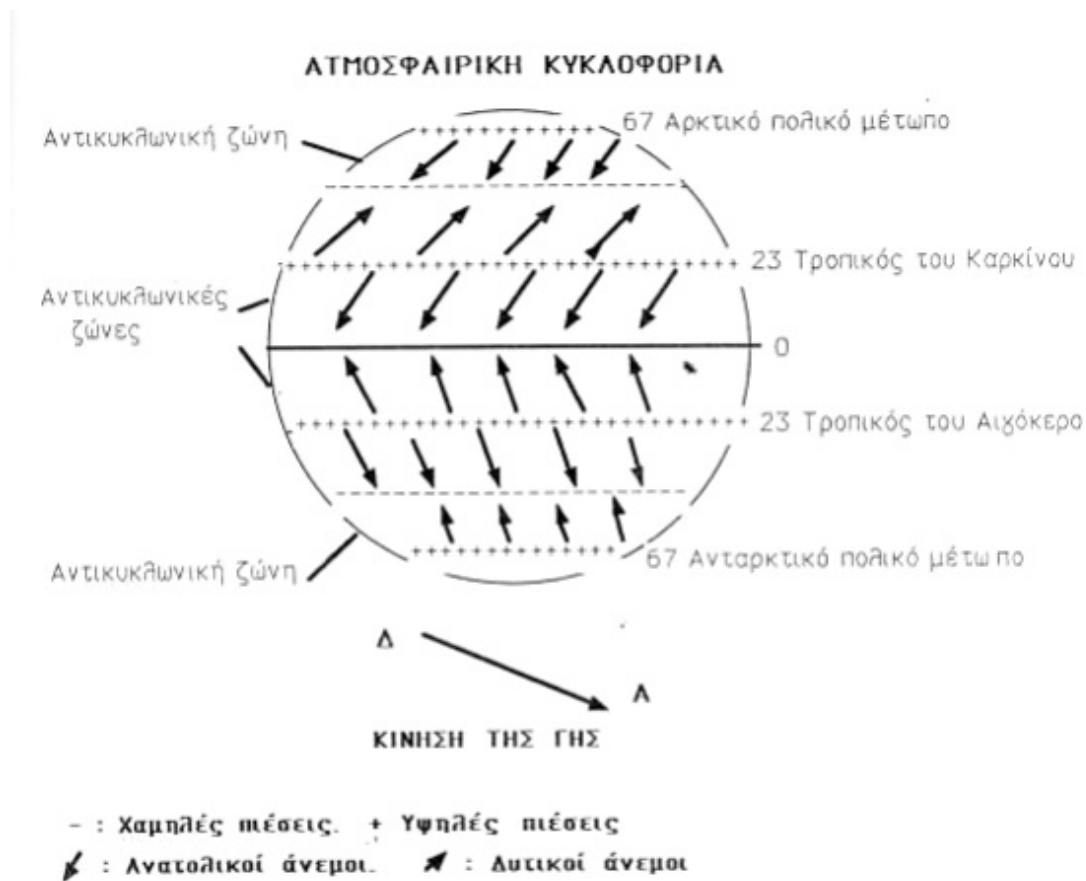 ΑΤΜΟΣΦΑΙΡΙΚΗ ΚΥΚΛΟΦΟΡΙΑ
Αντικυκλωνική ζώνη
67 Αρκτικό πολικό μέτωπο
23 Τροπικός του Καρκίνου
Αντικυκλωνικές
ζώνες
0
23 Τροπικός του Αιγόκερο
Αντικυκλωνική ζώνη
67 Ανταρκτικό πολικό μέτωπο
Δ
Λ
ΚΙΝΗΣΗ ΤΗΣ ΓΗΣ
- : Χαμηλές πιέσεις. + Υψηλές πιέσεις
: Ανατολικοί άνεμοι. : Δυτικοί άνεμοι